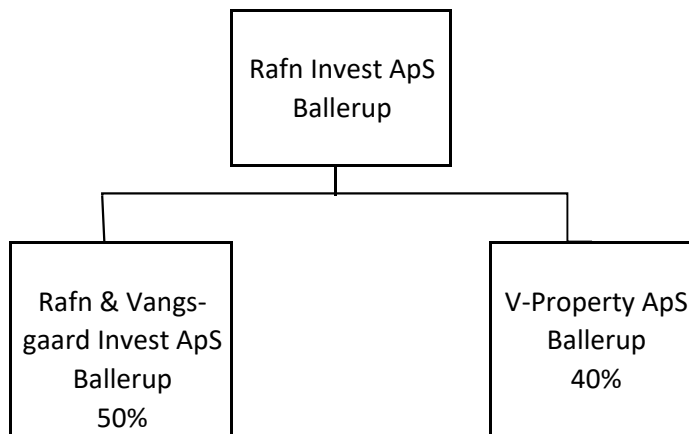 Rafn Invest ApS
Ballerup
Rafn & Vangs-
gaard Invest ApS
Ballerup
50%
V-Property ApS
Ballerup
40%